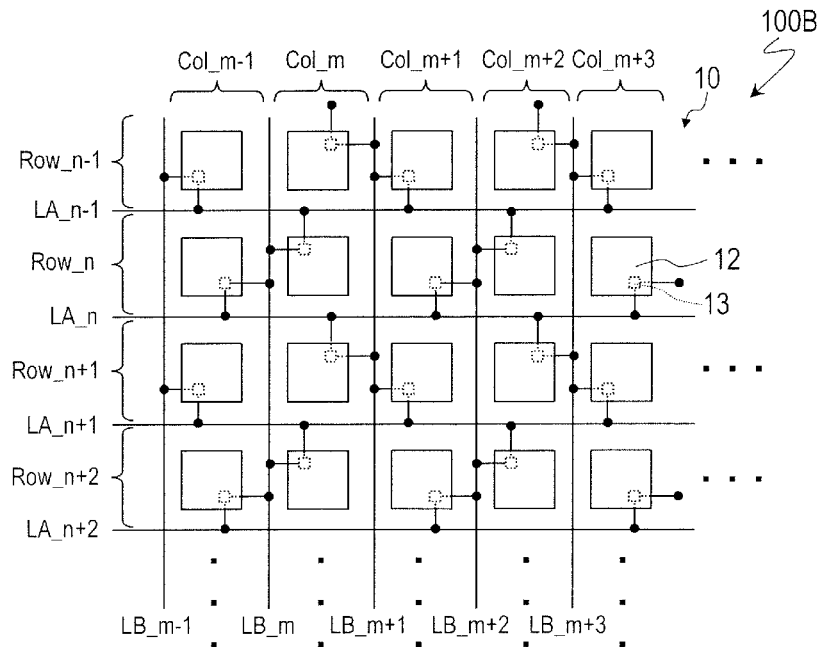 100B
Col_m-1 Col_m Col_m+1 Col_m+2 Col_m+3
10
Row_n-1
LA_n-1
Row_n
12
13
LA_n
Row_n+1
LA_n+1
Row_n+2
LA_n+2
LB_m-1 LB_m LB_m+1 LB_m+2 LB_m+3